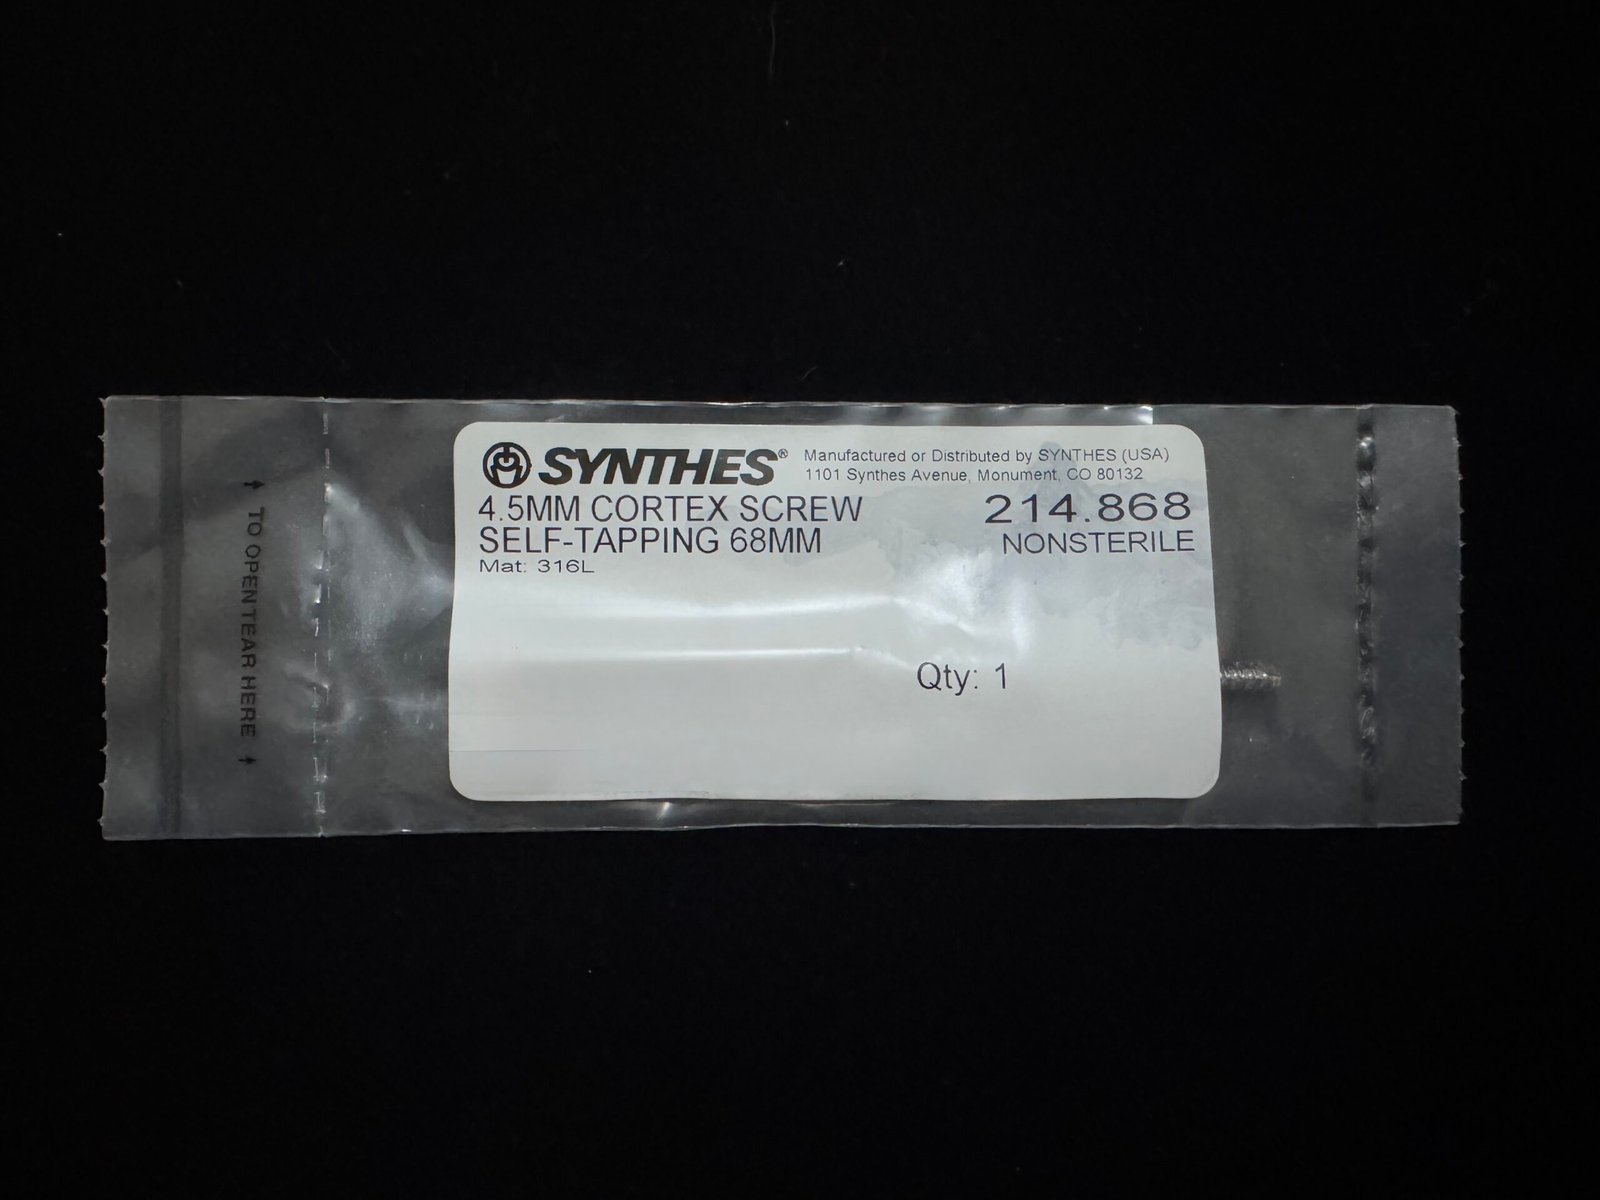 SYNTHES® Manufactured or Distributed by SYNTHES (USA)
1101 Synthes Avenue, Monument, CO 80132
4.5MM CORTEX SCREW 214.868
SELF-TAPPING 68MM NONSTERILE
Mat: 316L
Qty: 1
TO OPEN TEAR HERE